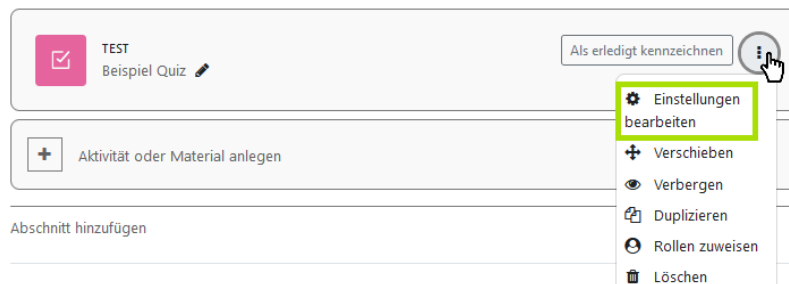 TEST
Beispiel Quiz
Als erledigt kennzeichnen
Einstellungen
bearbeiten
Verschieben
Verbergen
Duplizieren
Rollen zuweisen
Löschen
Aktivität oder Material anlegen
Abschnitt hinzufügen